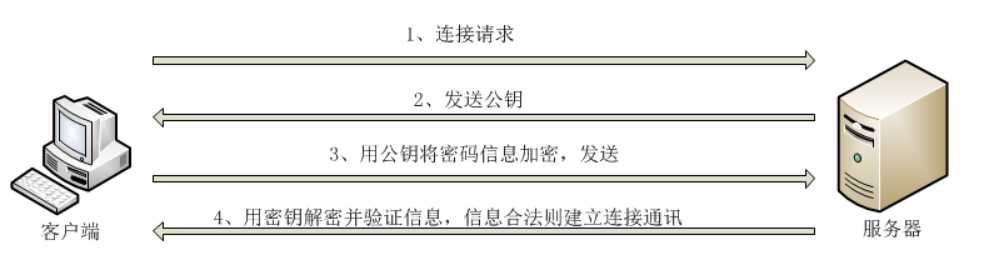 1、连接请求
2、发送公钥
3、用公钥将密码信息加密，发送
4、用密钥解密并验证信息，信息合法则建立连接通讯
客户端
服务器